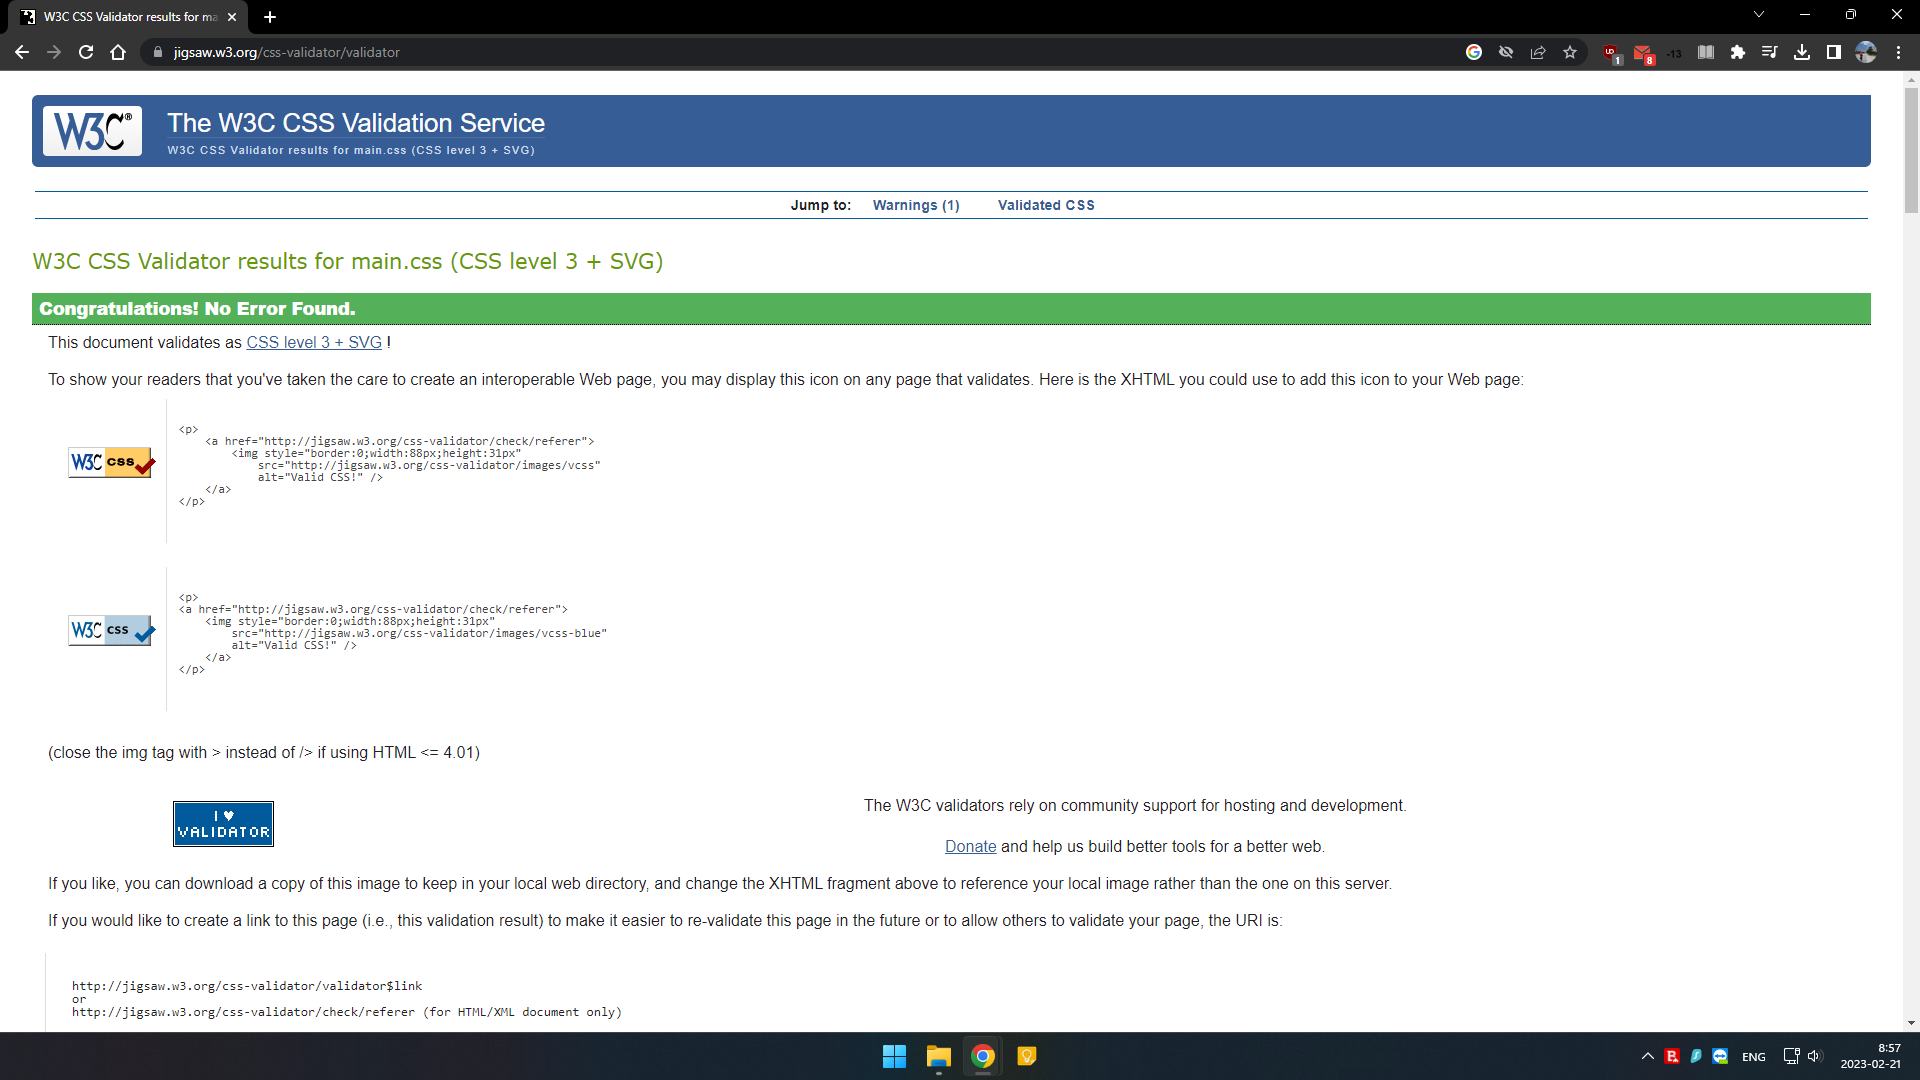 W3C CSS Validator results for ma
jigsaw.w3.org/css-validator/validator
1
8
-13
W3C®
The W3C CSS Validation Service
W3C CSS Validator results for main.css (CSS level 3 + SVG)
Jump to: Warnings (1) Validated CSS
W3C CSS Validator results for main.css (CSS level 3 + SVG)
Congratulations! No Error Found.
This document validates as CSS level 3 + SVG !
To show your readers that you've taken the care to create an interoperable Web page, you may display this icon on any page that validates. Here is the XHTML you could use to add this icon to your Web page:
W3C css
<p>
<a href="http://jigsaw.w3.org/css-validator/check/referer">
<img style="border:0;width:88px;height:31px"
src="http://jigsaw.w3.org/css-validator/images/vcss"
alt="Valid CSS!" />
</a>
</p>
W3C css
<p>
<a href="http://jigsaw.w3.org/css-validator/check/referer">
<img style="border:0;width:88px;height:31px"
src="http://jigsaw.w3.org/css-validator/images/vcss-blue"
alt="Valid CSS!" />
</a>
</p>
(close the img tag with > instead of /> if using HTML <= 4.01)
I ♥
VALIDATOR
The W3C validators rely on community support for hosting and development.
Donate and help us build better tools for a better web.
If you like, you can download a copy of this image to keep in your local web directory, and change the XHTML fragment above to reference your local image rather than the one on this server.
If you would like to create a link to this page (i.e., this validation result) to make it easier to re-validate this page in the future or to allow others to validate your page, the URI is:
http://jigsaw.w3.org/css-validator/validator$link
or
http://jigsaw.w3.org/css-validator/check/referer (for HTML/XML document only)
ENG
8:57
2023-02-21